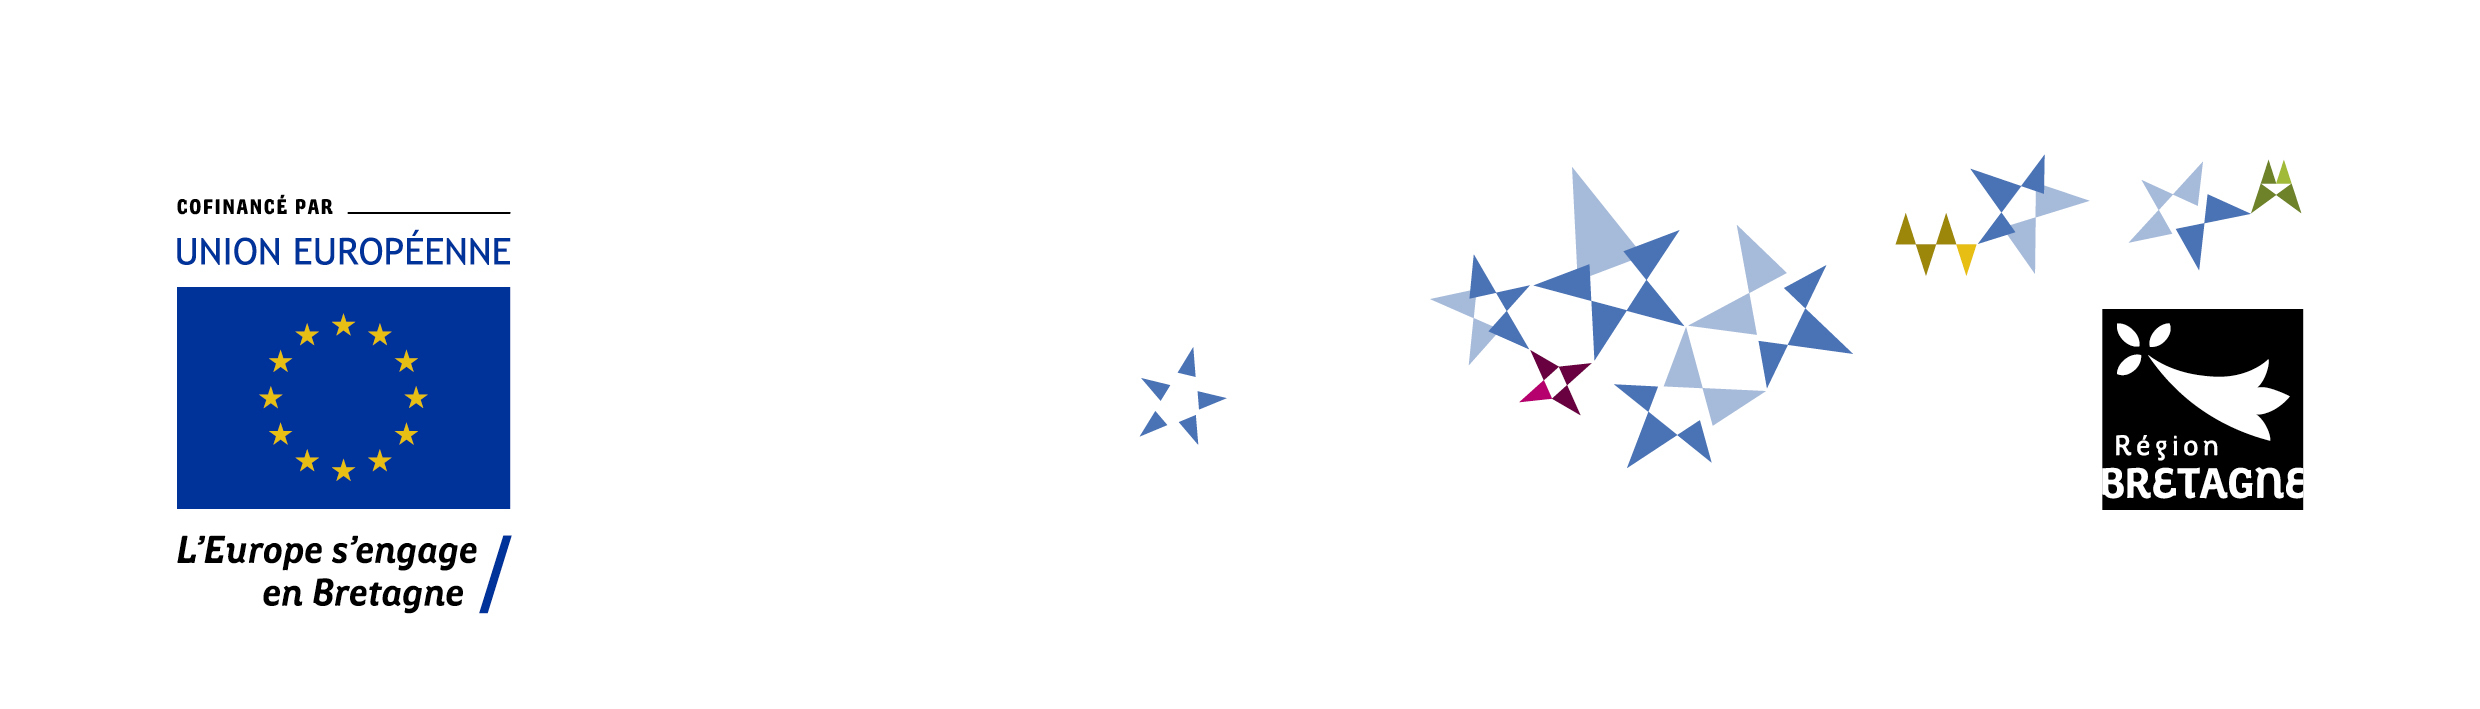 COFINANCÉ PAR
UNION EUROPÉENNE
L’Europe s’engage
en Bretagne
Région
BRETAGNE